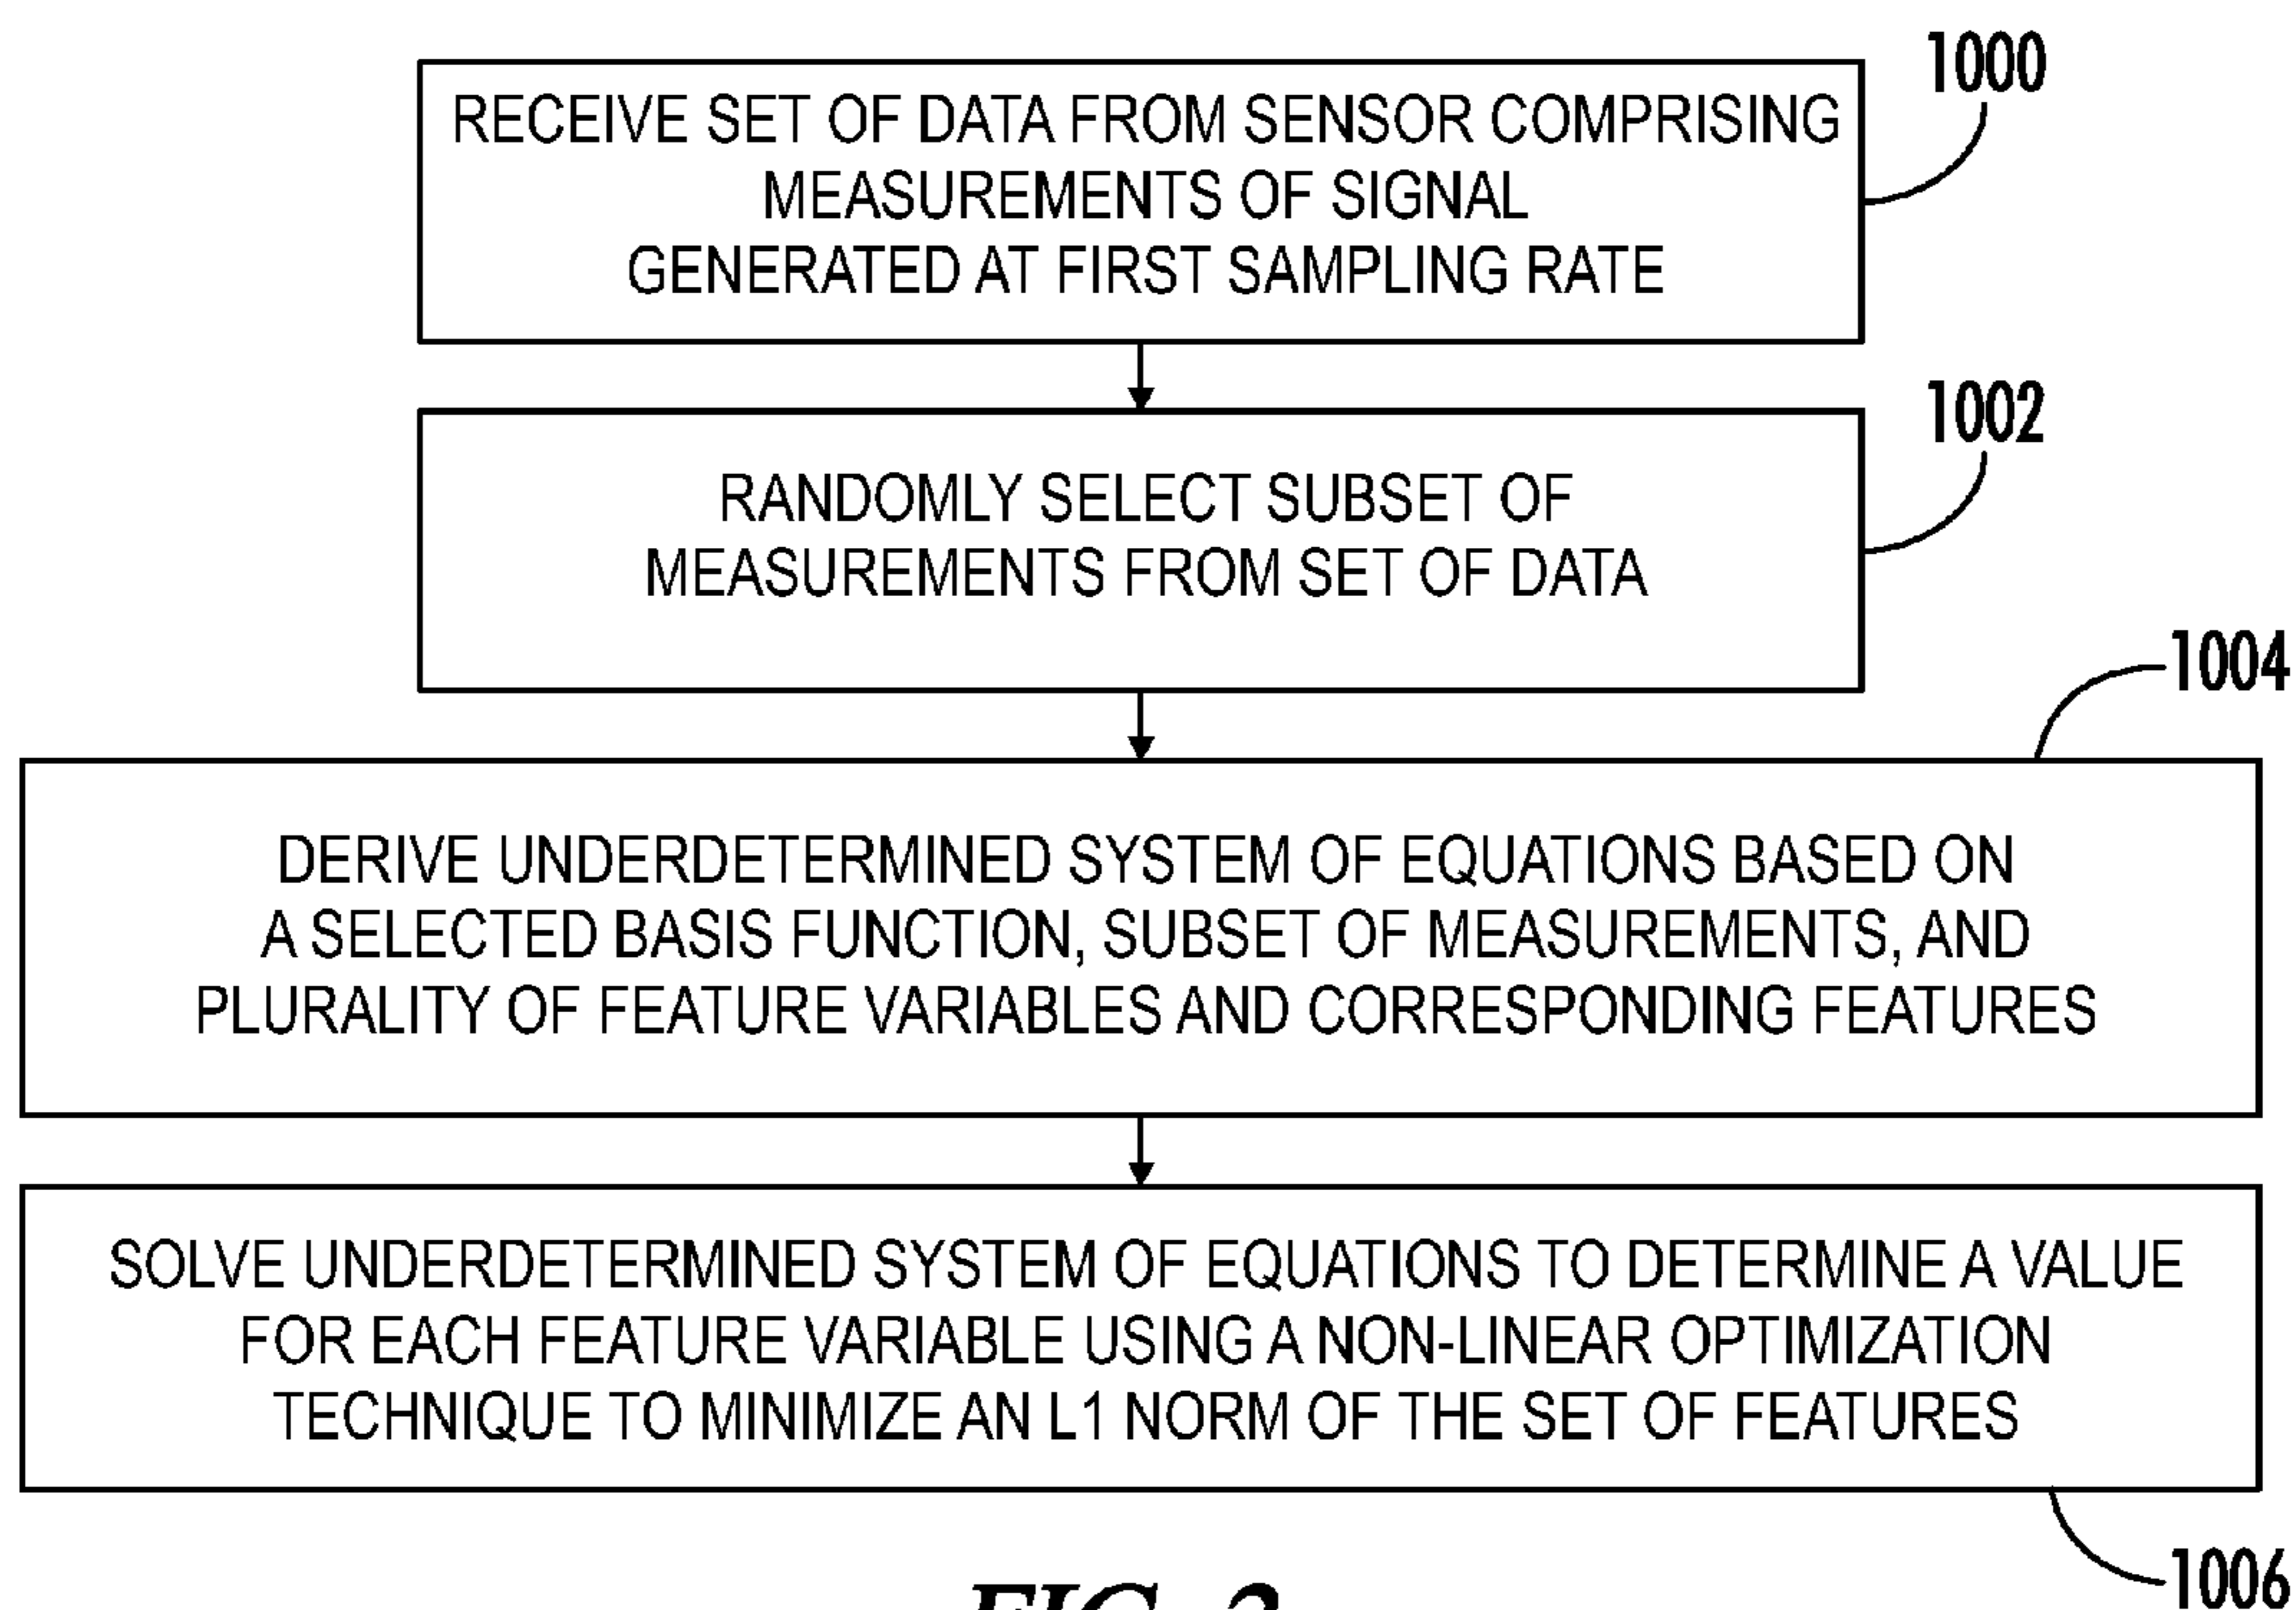 RECEIVE SET OF DATA FROM SENSOR COMPRISING
MEASUREMENTS OF SIGNAL
GENERATED AT FIRST SAMPLING RATE
1000
RANDOMLY SELECT SUBSET OF
MEASUREMENTS FROM SET OF DATA
1002
1004
DERIVE UNDERDETERMINED SYSTEM OF EQUATIONS BASED ON
A SELECTED BASIS FUNCTION, SUBSET OF MEASUREMENTS, AND
PLURALITY OF FEATURE VARIABLES AND CORRESPONDING FEATURES
SOLVE UNDERDETERMINED SYSTEM OF EQUATIONS TO DETERMINE A VALUE
FOR EACH FEATURE VARIABLE USING A NON-LINEAR OPTIMIZATION
TECHNIQUE TO MINIMIZE AN L1 NORM OF THE SET OF FEATURES
1006